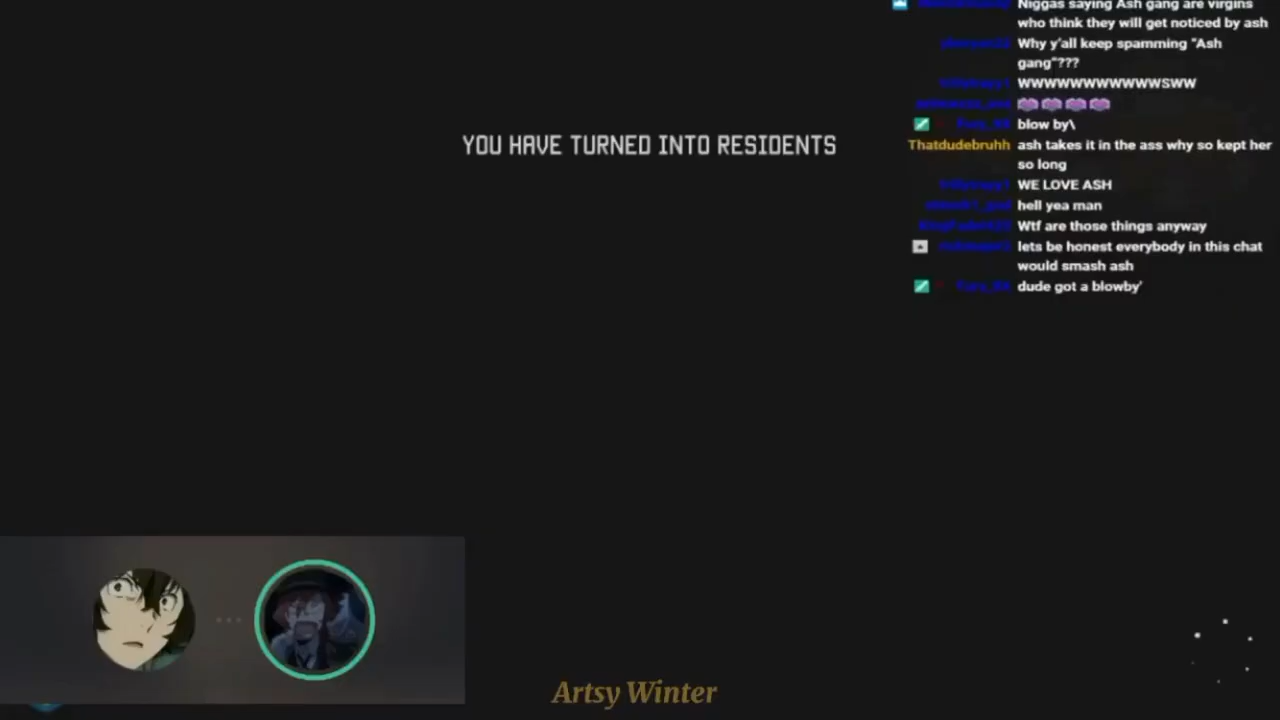 Niggas saying Ash gang are virgins
who think they will get noticed by ash
Why y'all keep spamming "Ash
gang"???
WWWWWWWWWWWWSWW
blow by\
YOU HAVE TURNED INTO RESIDENTS
Thatdudebruhh ash takes it in the ass why so kept her
so long
WE LOVE ASH
hell yea man
Wtf are those things anyway
lets be honest everybody in this chat
would smash ash
dude got a blowby'
Artsy Winter